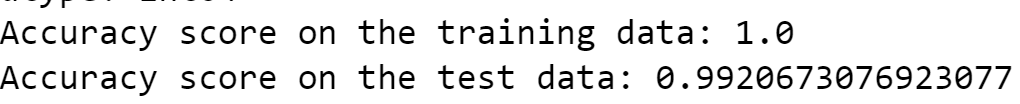 Accuracy score on the training data: 1.0
Accuracy score on the test data: 0.9920673076923077